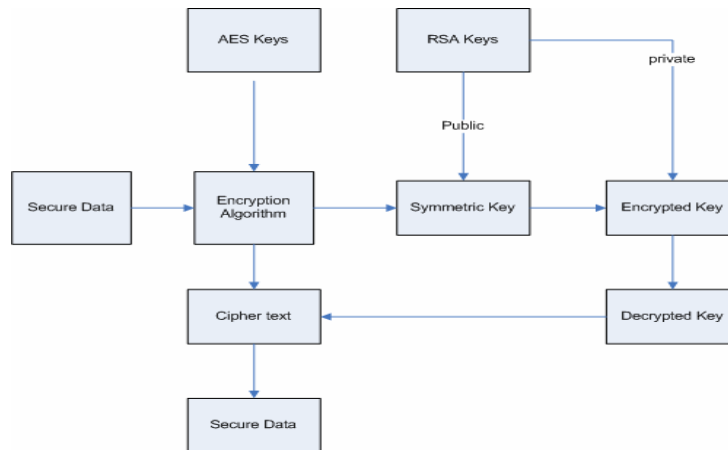 AES Keys
RSA Keys
private
Public
Secure Data
Encryption
Algorithm
Symmetric Key
Encrypted Key
Cipher text
Decrypted Key
Secure Data